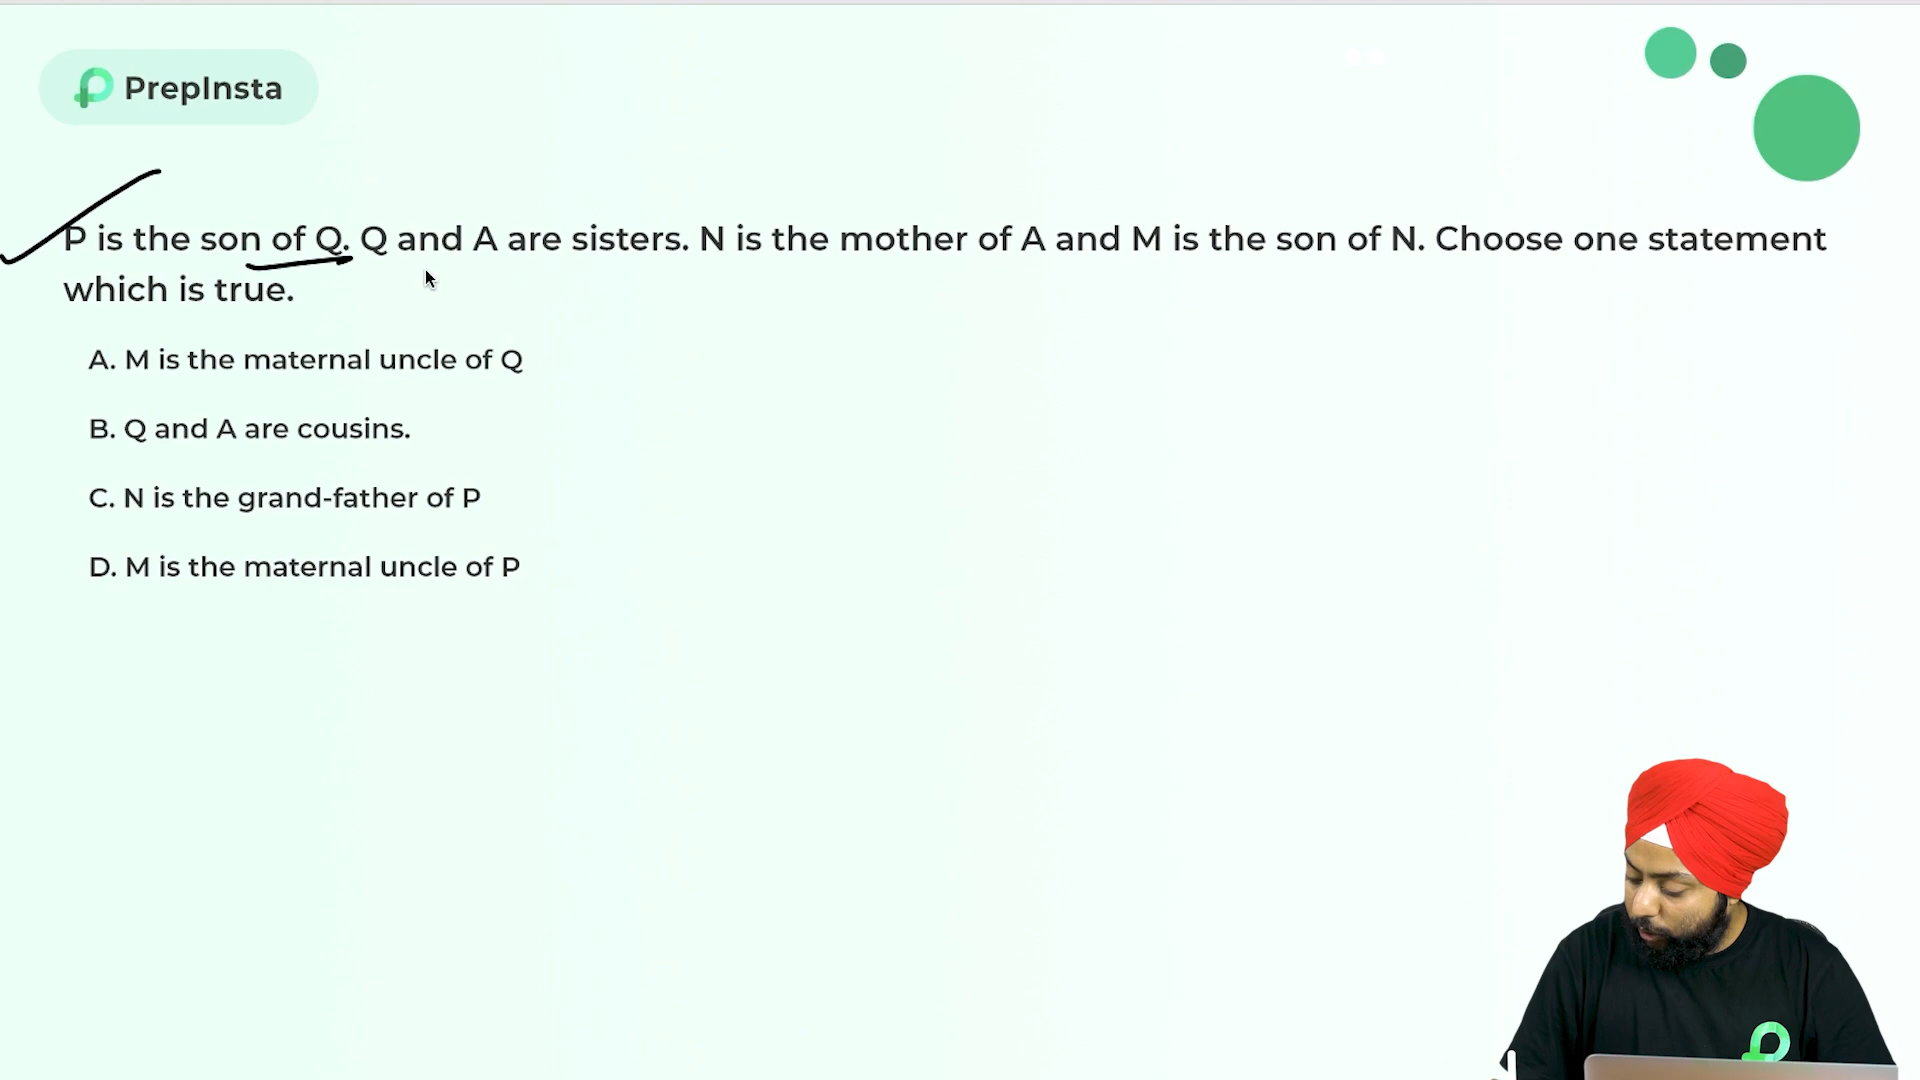 PrepInsta
P is the son of Q. Q and A are sisters. N is the mother of A and M is the son of N. Choose one statement
which is true.
A. M is the maternal uncle of Q
B. Q and A are cousins.
C. N is the grand-father of P
D. M is the maternal uncle of P